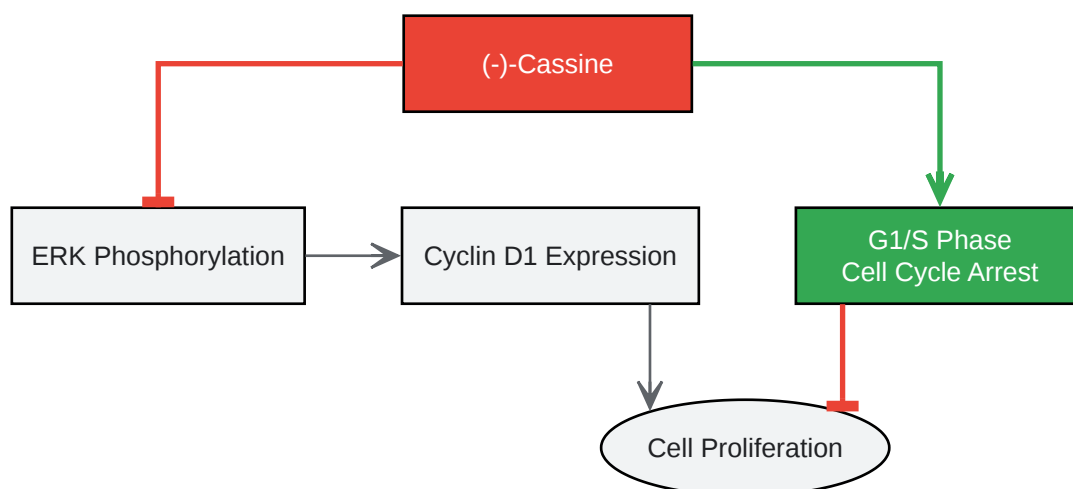 (-)-Cassine
ERK Phosphorylation
Cyclin D1 Expression
G1/S Phase
Cell Cycle Arrest
Cell Proliferation